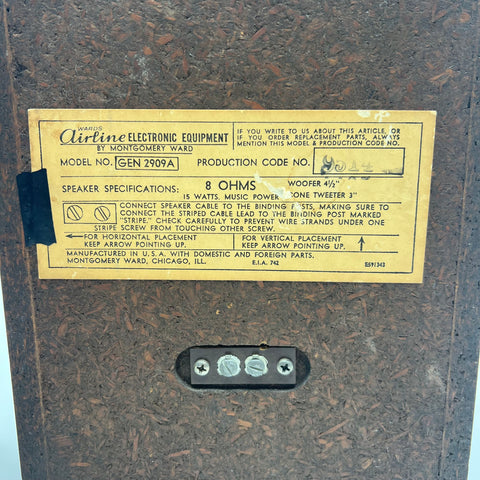 WARDS
Airline ELECTRONIC EQUIPMENT
BY MONTGOMERY WARD
IF YOU WRITE TO US ABOUT THIS ARTICLE, OR
IF YOU ORDER REPLACEMENT PARTS, ALWAYS
MENTION THIS MODEL & PRODUCTION CODE NO.
MODEL NO. GEN 2909A PRODUCTION CODE NO.
SPEAKER SPECIFICATIONS: 8 OHMS WOOFER 4½"
15 WATTS. MUSIC POWER CONE TWEETER 3"
CONNECT SPEAKER CABLE TO THE BINDING POSTS, MAKING SURE TO
CONNECT THE STRIPED CABLE LEAD TO THE BINDING POST MARKED
"STRIPE." CHECK CAREFULLY TO PREVENT WIRE STRANDS UNDER ONE
STRIPE SCREW FROM TOUCHING OTHER SCREW.
FOR HORIZONTAL PLACEMENT
KEEP ARROW POINTING UP.
FOR VERTICAL PLACEMENT
KEEP ARROW POINTING UP.
MANUFACTURED IN U.S.A. WITH DOMESTIC AND FOREIGN PARTS.
MONTGOMERY WARD, CHICAGO, ILL. E.I.A. 742 ES91343